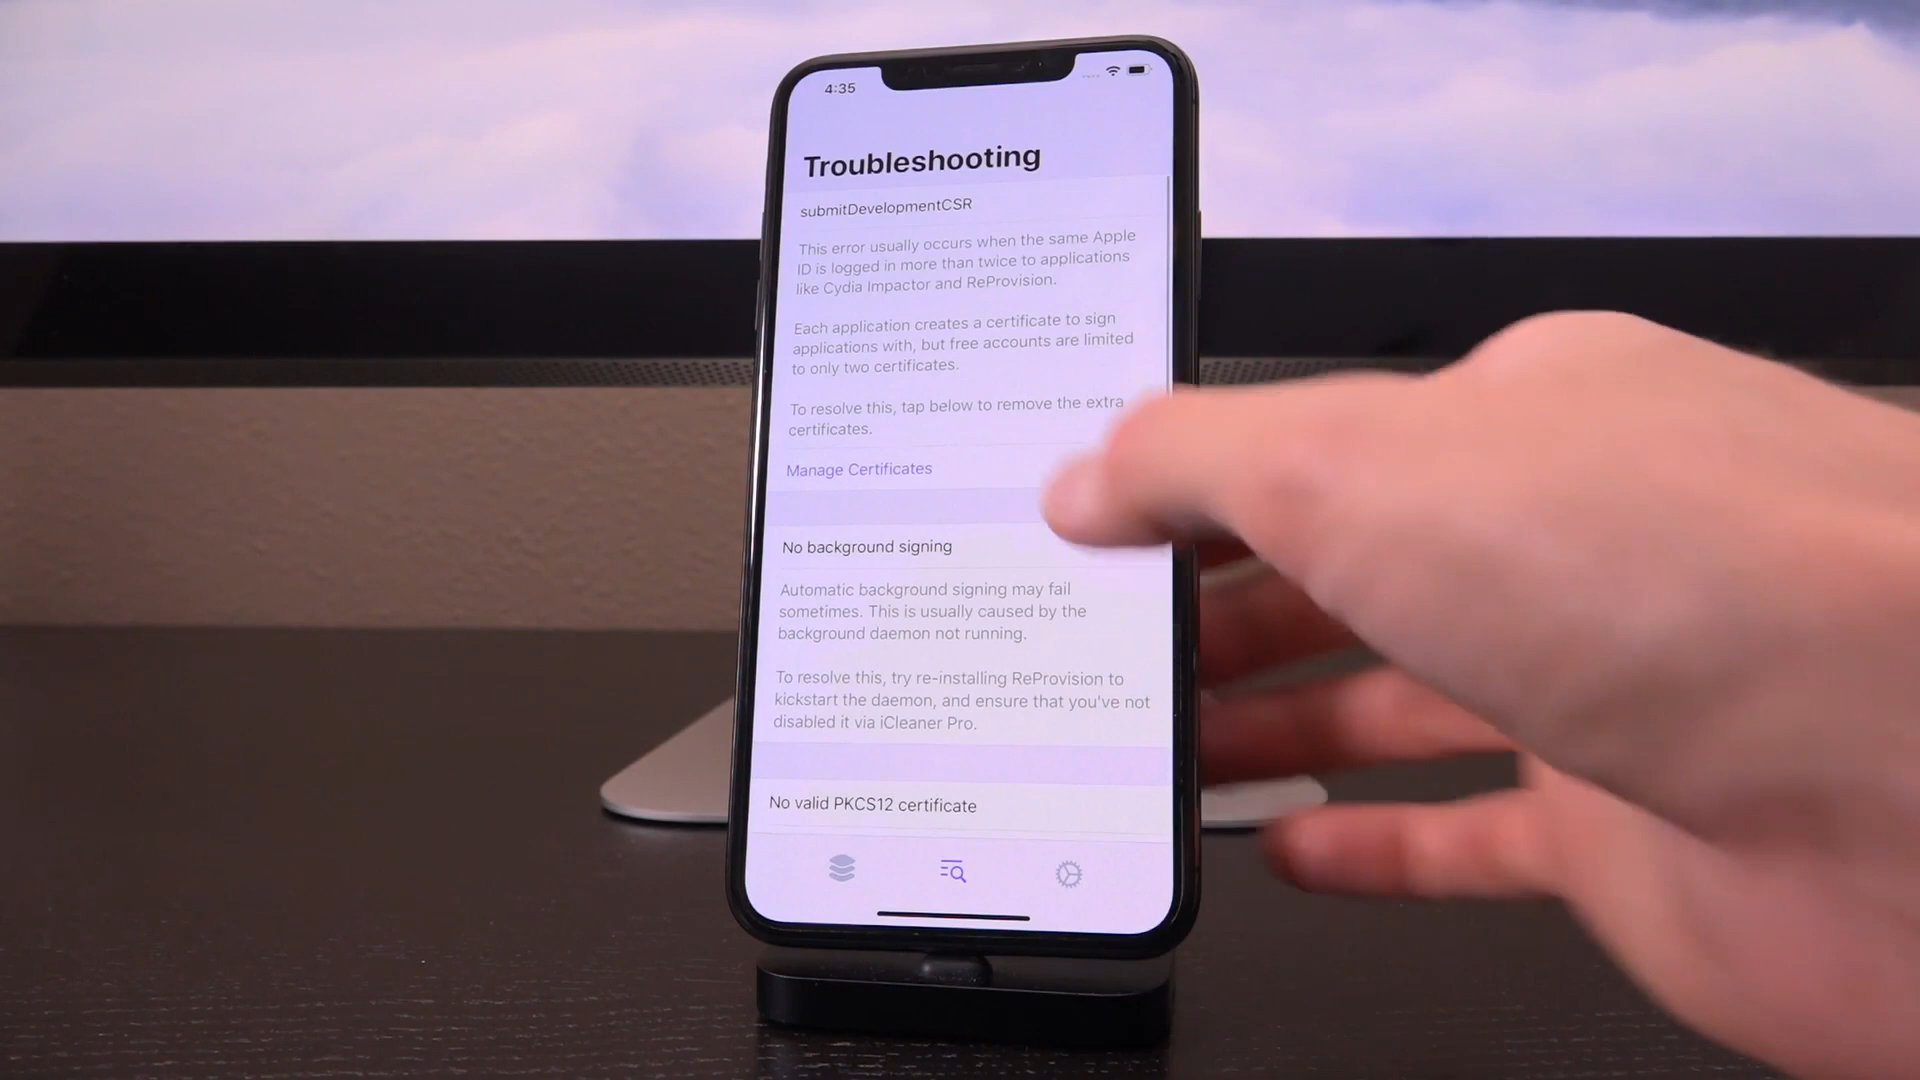 4:35
Troubleshooting
submitDevelopmentCSR
This error usually occurs when the same Apple
ID is logged in more than twice to applications
like Cydia Impactor and ReProvision.
Each application creates a certificate to sign
applications with, but free accounts are limited
to only two certificates.
To resolve this, tap below to remove the extra
certificates.
Manage Certificates
No background signing
Automatic background signing may fail
sometimes. This is usually caused by the
background daemon not running.
To resolve this, try re-installing ReProvision to
kickstart the daemon, and ensure that you've not
disabled it via iCleaner Pro.
No valid PKCS12 certificate